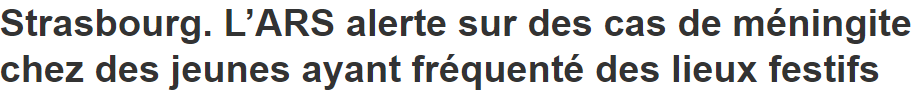 Strasbourg. L’ARS alerte sur des cas de méningite
chez des jeunes ayant fréquenté des lieux festifs